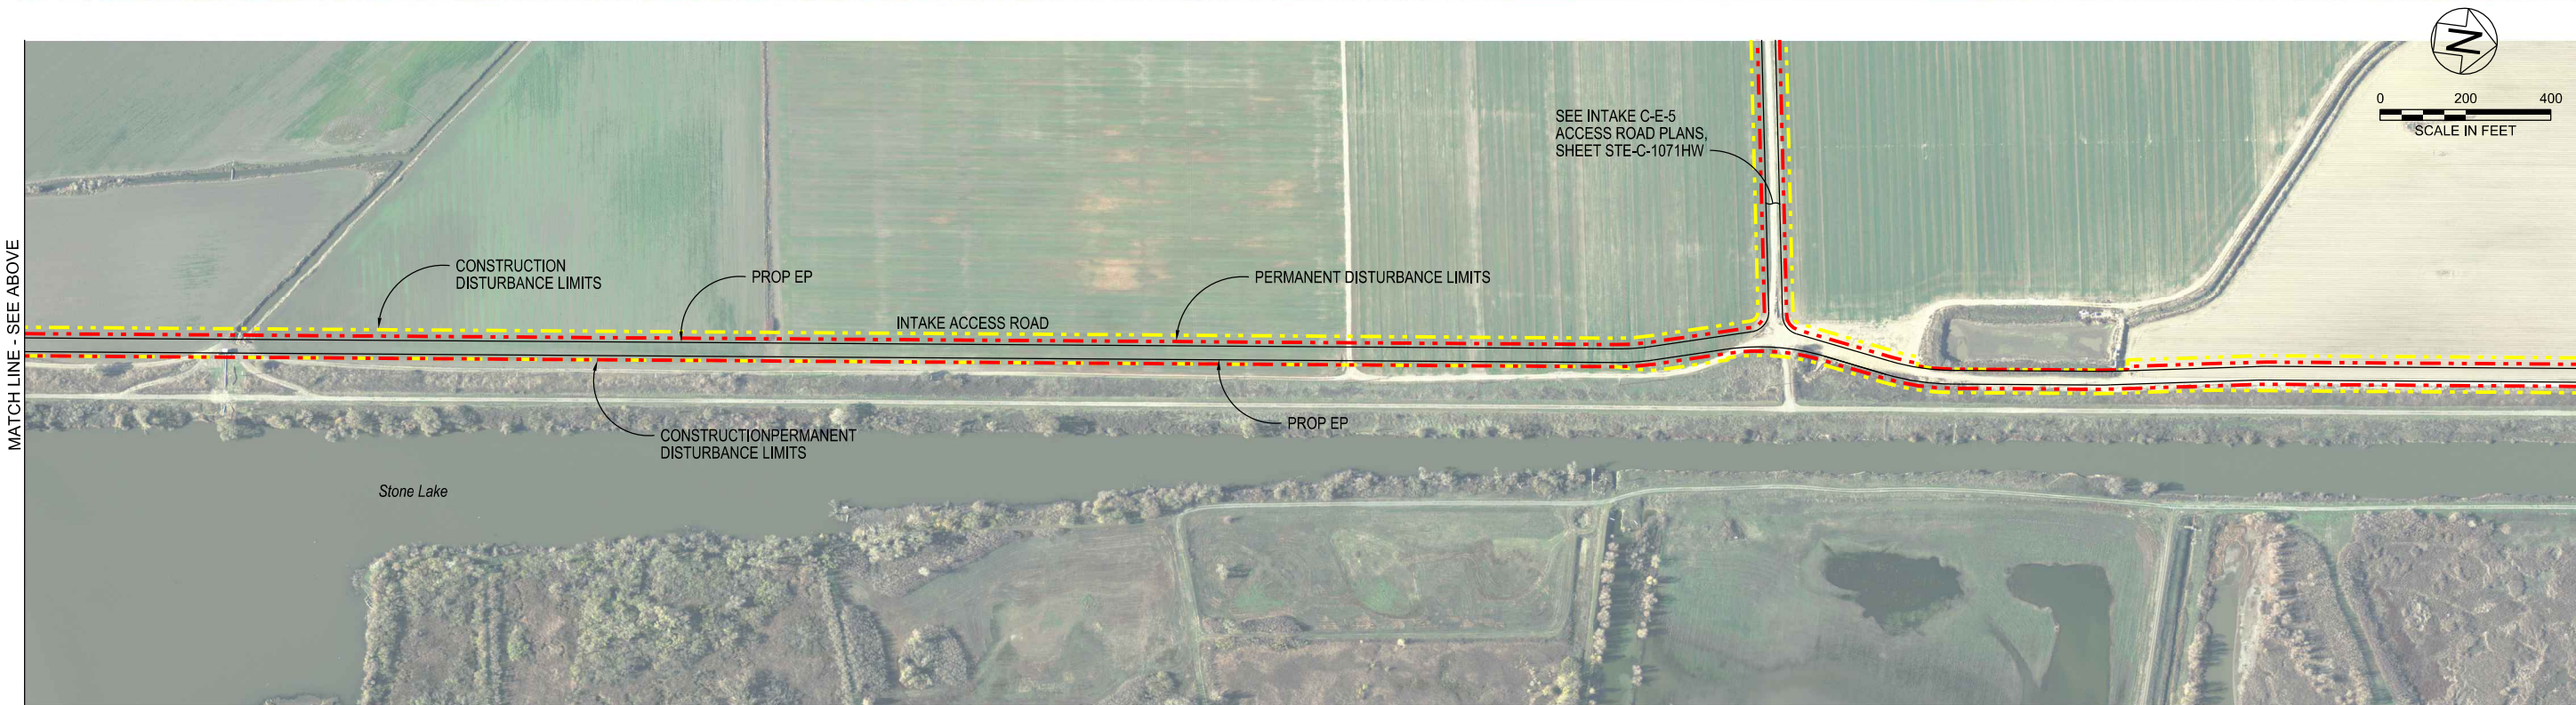 N
0 200 400
SCALE IN FEET
SEE INTAKE C-E-5
ACCESS ROAD PLANS,
SHEET STE-C-1071HW
MATCH LINE - SEE ABOVE
CONSTRUCTION
DISTURBANCE LIMITS
PROP EP
PERMANENT DISTURBANCE LIMITS
INTAKE ACCESS ROAD
PROP EP
CONSTRUCTIONPERMANENT
DISTURBANCE LIMITS
Stone Lake